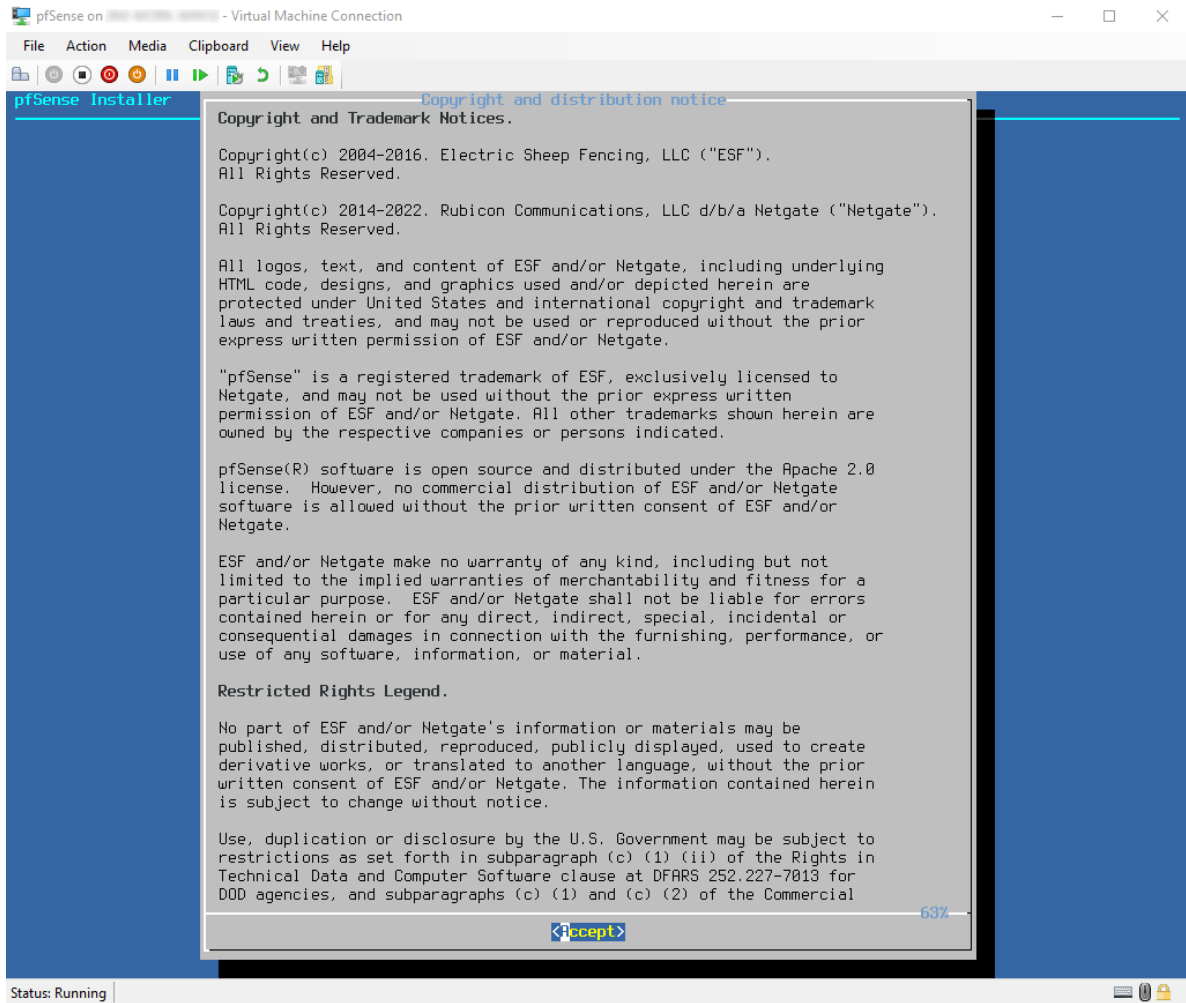 pfSense on - Virtual Machine Connection
File Action Media Clipboard View Help
pfSense Installer
Copyright and distribution notice
Copyright and Trademark Notices.
Copyright(c) 2004-2016. Electric Sheep Fencing, LLC ("ESF").
All Rights Reserved.
Copyright(c) 2014-2022. Rubicon Communications, LLC d/b/a Netgate ("Netgate").
All Rights Reserved.
All logos, text, and content of ESF and/or Netgate, including underlying
HTML code, designs, and graphics used and/or depicted herein are
protected under United States and international copyright and trademark
laws and treaties, and may not be used or reproduced without the prior
express written permission of ESF and/or Netgate.
"pfSense" is a registered trademark of ESF, exclusively licensed to
Netgate, and may not be used without the prior express written
permission of ESF and/or Netgate. All other trademarks shown herein are
owned by the respective companies or persons indicated.
pfSense(R) software is open source and distributed under the Apache 2.0
license.  However, no commercial distribution of ESF and/or Netgate
software is allowed without the prior written consent of ESF and/or
Netgate.
ESF and/or Netgate make no warranty of any kind, including but not
limited to the implied warranties of merchantability and fitness for a
particular purpose.  ESF and/or Netgate shall not be liable for errors
contained herein or for any direct, indirect, special, incidental or
consequential damages in connection with the furnishing, performance, or
use of any software, information, or material.
Restricted Rights Legend.
No part of ESF and/or Netgate's information or materials may be
published, distributed, reproduced, publicly displayed, used to create
derivative works, or translated to another language, without the prior
written consent of ESF and/or Netgate. The information contained herein
is subject to change without notice.
Use, duplication or disclosure by the U.S. Government may be subject to
restrictions as set forth in subparagraph (c) (1) (ii) of the Rights in
Technical Data and Computer Software clause at DFARS 252.227-7013 for
DOD agencies, and subparagraphs (c) (1) and (c) (2) of the Commercial
63%
<Accept>
Status: Running